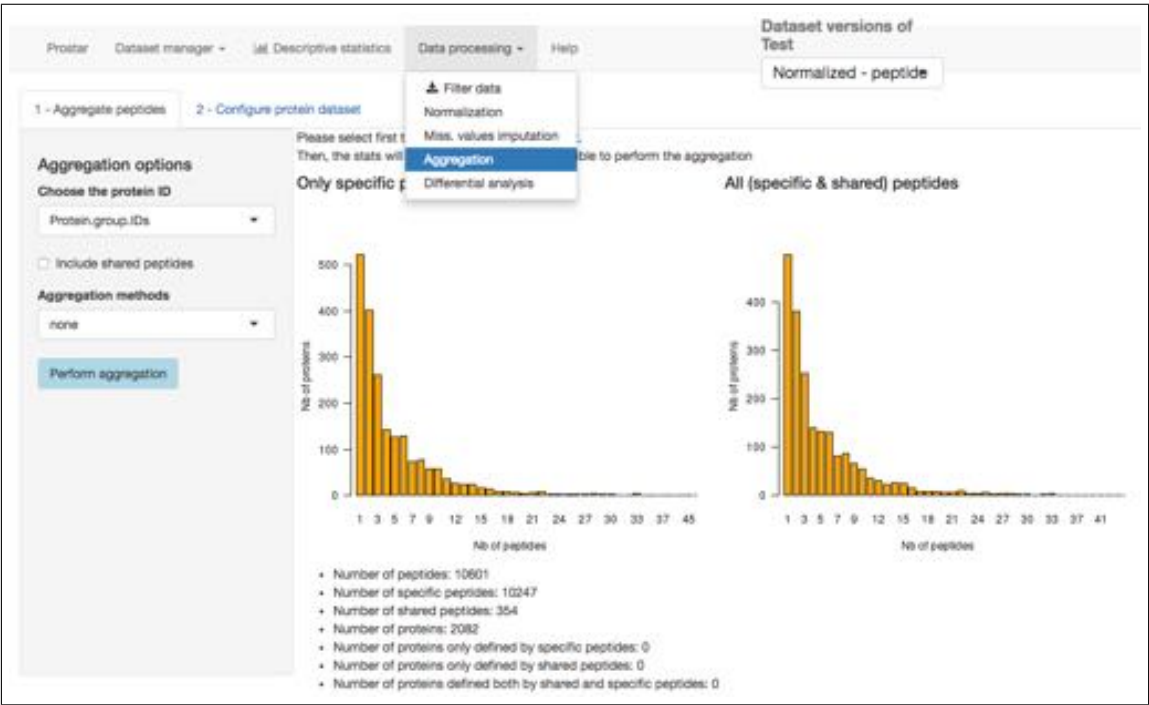 Prostar
Dataset manager
Descriptive statistics
Data processing
Help
Dataset versions of
Test
Normalized - peptide
Filter data
Normalization
Miss. values imputation
Aggregation
Differential analysis
1 - Aggregate peptides
2 - Configure protein dataset
Please select first t
Then, the stats will ble to perform the aggregation
Aggregation options
Choose the protein ID
Protein.group.IDs
Include shared peptides
Aggregation methods
none
Perform aggregation
Only specific p
All (specific & shared) peptides
500
400
300
200
100
0
Nb of proteins
1 3 5 7 9 12 15 18 21 24 27 30 33 37 45
Nb of peptides
400
300
200
100
0
Nb of proteins
1 3 5 7 9 12 15 18 21 24 27 30 33 37 41
Nb of peptides
• Number of peptides: 10601
• Number of specific peptides: 10247
• Number of shared peptides: 354
• Number of proteins: 2082
• Number of proteins only defined by specific peptides: 0
• Number of proteins only defined by shared peptides: 0
• Number of proteins defined both by shared and specific peptides: 0